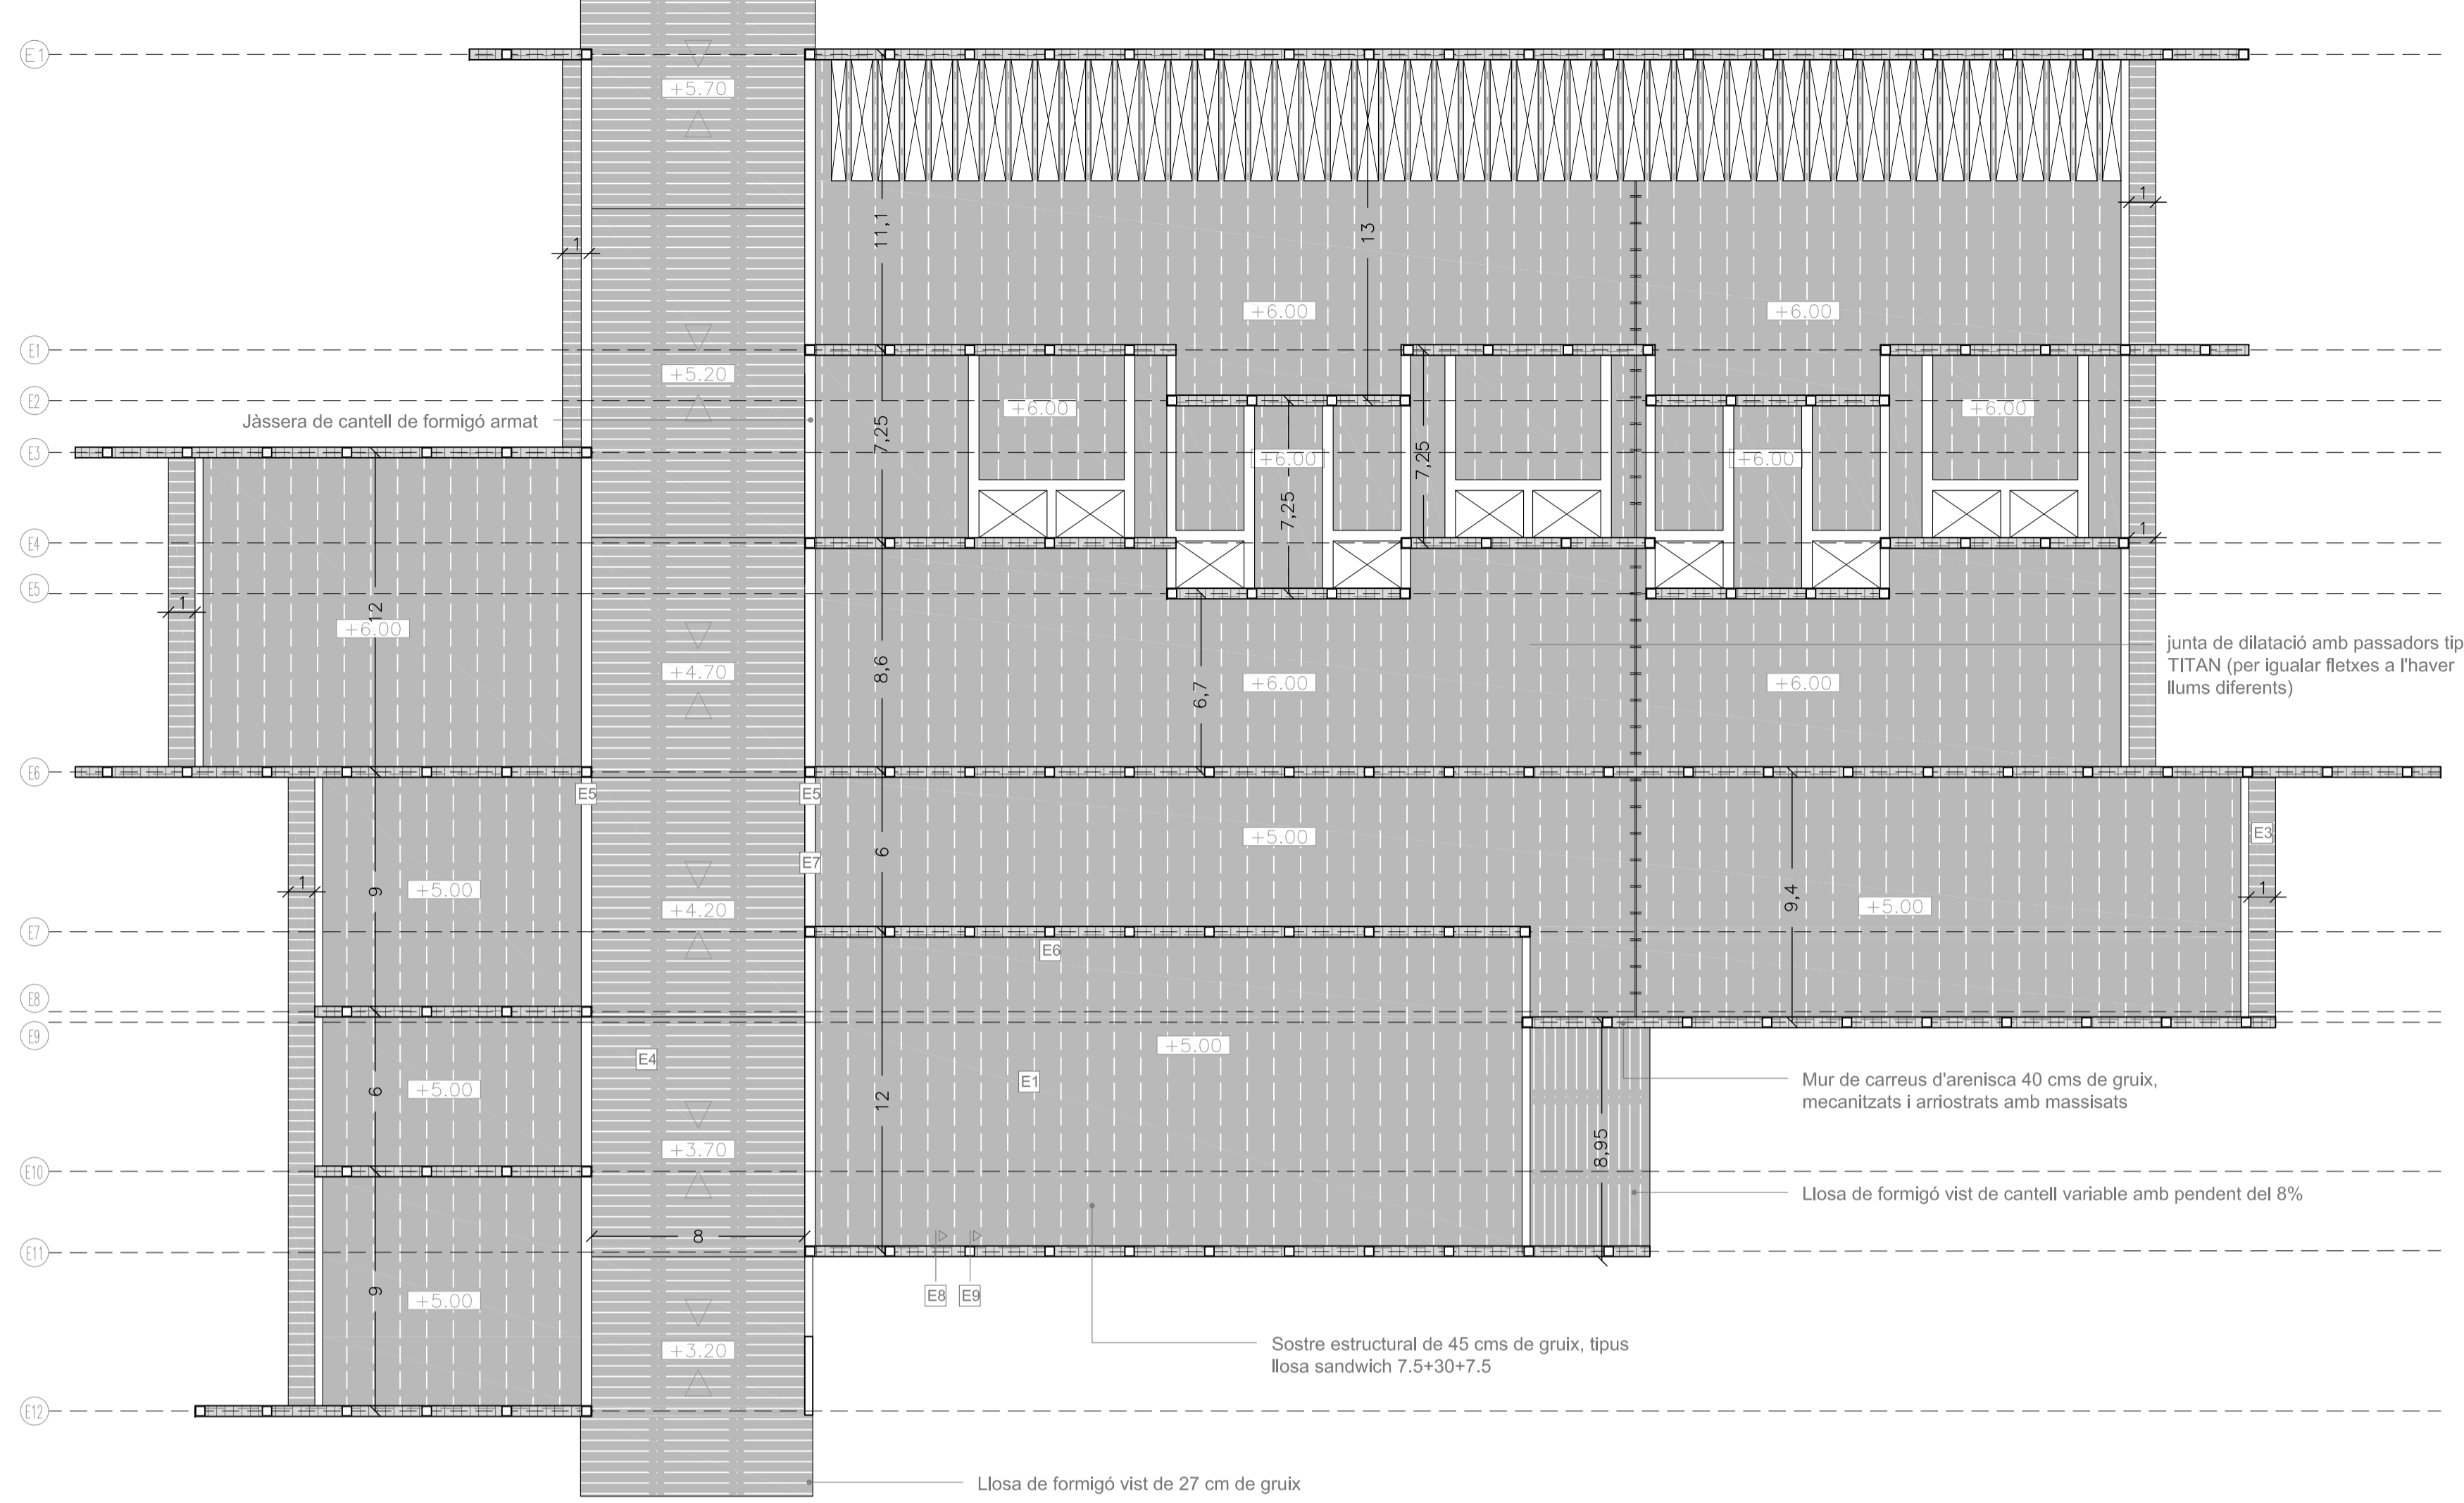 E1
+5.70
1
11,1
13
1
+6.00
+6.00
E1
+5.20
E2
+6.00
+6.00
Jàssera de cantell de formigó armat
7,25
E3
+6.00
7,25
+6.00
7,25
1
E4
E5
1
12
+6.00
junta de dilatació amb passadors tip
TITAN (per igualar fletxes a l'haver
llums diferents)
+4.70
8,6
6,7
+6.00
+6.00
E6
E5
E5
E3
+5.00
6
E7
1
9
+5.00
9,4
1
+4.20
+5.00
E7
E6
E8
E9
+5.00
E4
E1
Mur de carreus d'arenisca 40 cms de gruix,
mecanitzats i arriostrats amb massisats
6
+5.00
12
+3.70
8,95
E10
Llosa de formigó vist de cantell variable amb pendent del 8%
8
E11
E8
E9
9
+5.00
Sostre estructural de 45 cms de gruix, tipus
llosa sandwich 7.5+30+7.5
+3.20
E12
Llosa de formigó vist de 27 cm de gruix